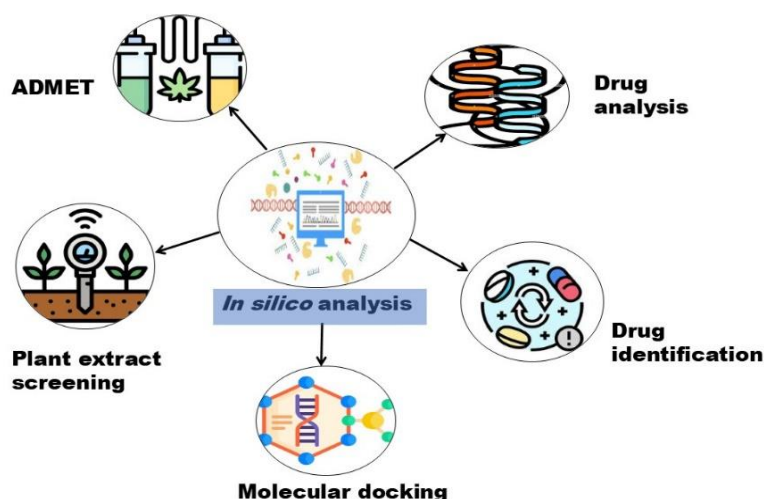 ADMET
Drug
analysis
In silico analysis
Plant extract
screening
Drug
identification
Molecular docking